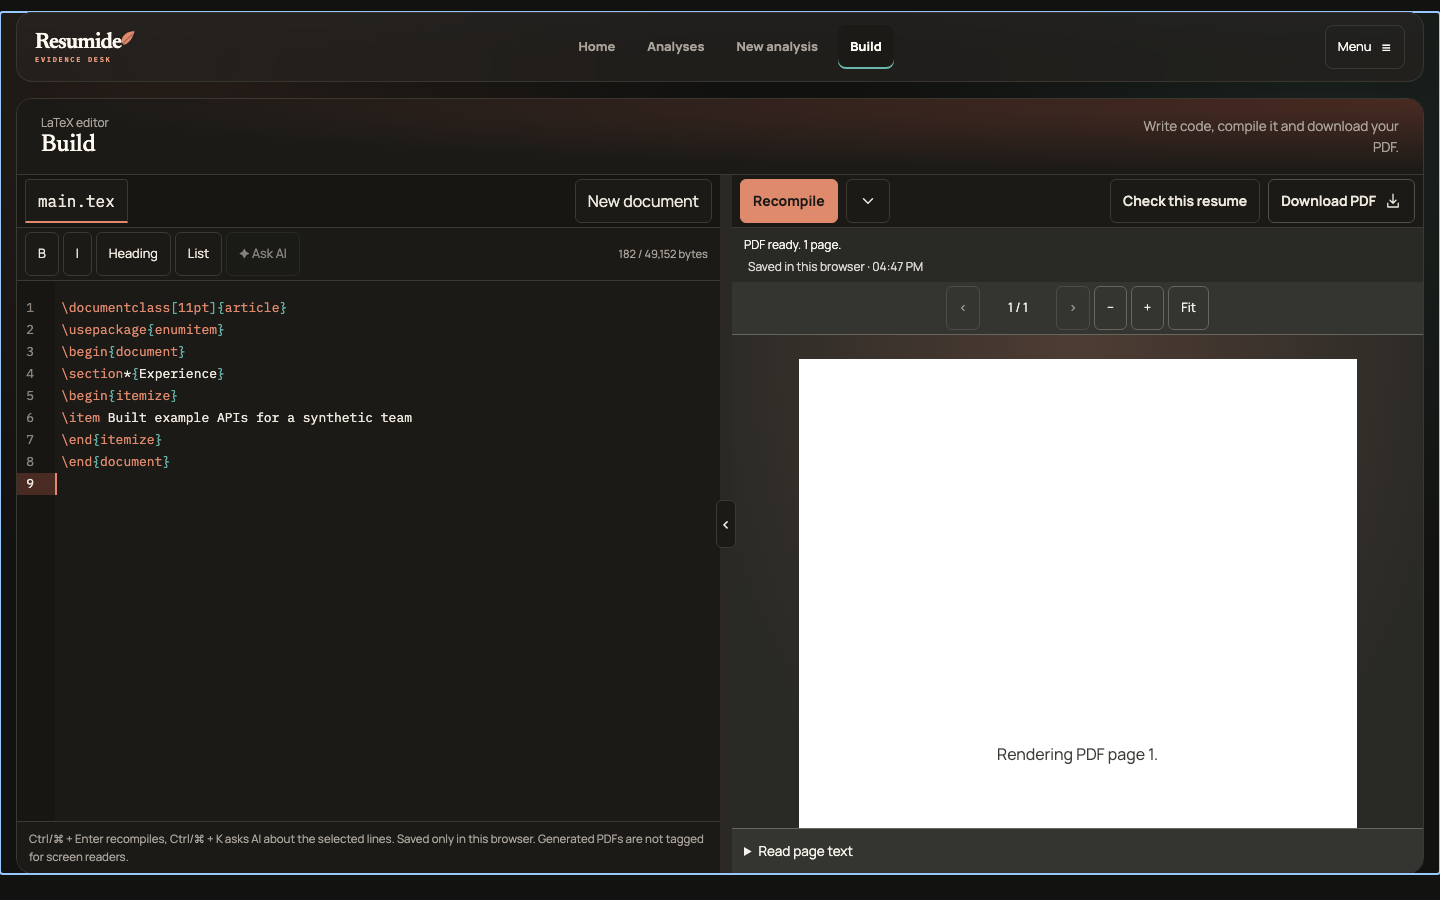 Resumide
EVIDENCE DESK
Home
Analyses
New analysis
Build
Menu
LaTeX editor
Build
Write code, compile it and download your
PDF.
main.tex
New document
Recompile
Check this resume
Download PDF
B
I
Heading
List
Ask AI
182 / 49,152 bytes
PDF ready. 1 page.
Saved in this browser · 04:47 PM
‹
1 / 1
›
−
+
Fit
1 \documentclass[11pt]{article}
2 \usepackage{enumitem}
3 \begin{document}
4 \section*{Experience}
5 \begin{itemize}
6 \item Built example APIs for a synthetic team
7 \end{itemize}
8 \end{document}
9
Rendering PDF page 1.
Ctrl/⌘ + Enter recompiles, Ctrl/⌘ + K asks AI about the selected lines. Saved only in this browser. Generated PDFs are not tagged
for screen readers.
Read page text